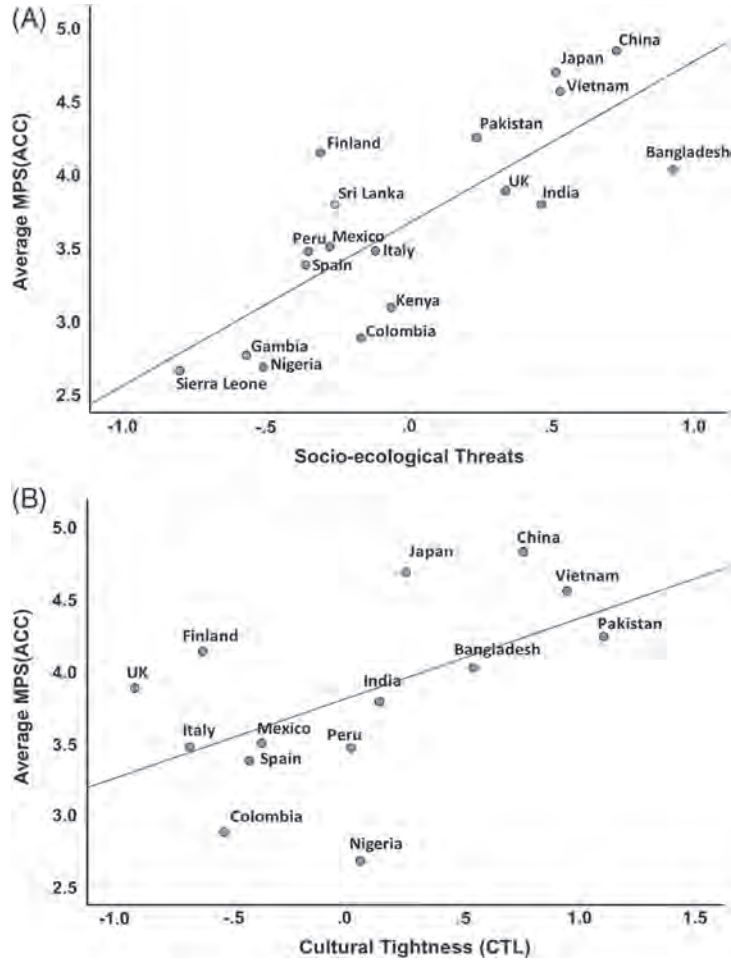 (A)
5.0
4.5
4.0
3.5
3.0
2.5
Average MPS(ACC)
China
Japan
Vietnam
Pakistan
Finland
Bangladesh
UK
India
Sri Lanka
Peru Mexico
Italy
Spain
Kenya
Colombia
Gambia
Nigeria
Sierra Leone
-1.0 -.5 .0 .5 1.0
Socio-ecological Threats
(B)
5.0
4.5
4.0
3.5
3.0
2.5
Average MPS(ACC)
China
Japan
Vietnam
Pakistan
Finland
Bangladesh
UK
India
Italy
Mexico
Peru
Spain
Colombia
Nigeria
-1.0 -.5 .0 .5 1.0 1.5
Cultural Tightness (CTL)